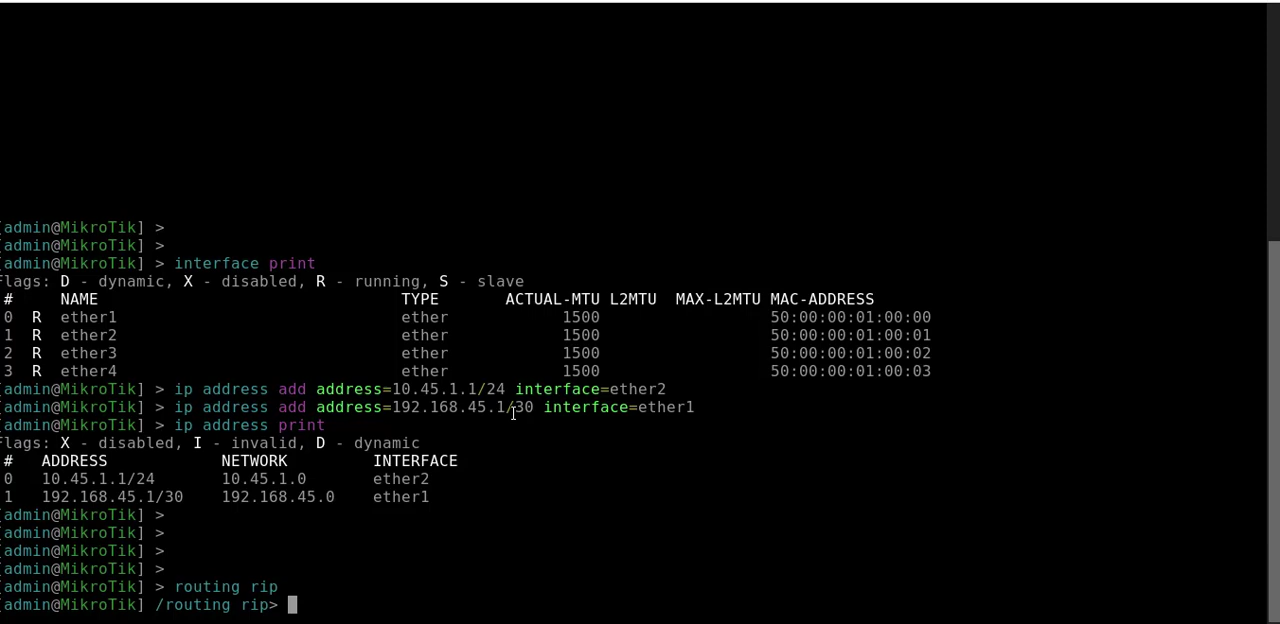 [admin@MikroTik] >
[admin@MikroTik] >
[admin@MikroTik] > interface print
Flags: D - dynamic, X - disabled, R - running, S - slave
# NAME TYPE ACTUAL-MTU L2MTU MAX-L2MTU MAC-ADDRESS
0 R ether1 ether 1500 50:00:00:01:00:00
1 R ether2 ether 1500 50:00:00:01:00:01
2 R ether3 ether 1500 50:00:00:01:00:02
3 R ether4 ether 1500 50:00:00:01:00:03
[admin@MikroTik] > ip address add address=10.45.1.1/24 interface=ether2
[admin@MikroTik] > ip address add address=192.168.45.1/30 interface=ether1
[admin@MikroTik] > ip address print
Flags: X - disabled, I - invalid, D - dynamic
# ADDRESS NETWORK INTERFACE
0 10.45.1.1/24 10.45.1.0 ether2
1 192.168.45.1/30 192.168.45.0 ether1
[admin@MikroTik] >
[admin@MikroTik] >
[admin@MikroTik] >
[admin@MikroTik] >
[admin@MikroTik] > routing rip
[admin@MikroTik] /routing rip>